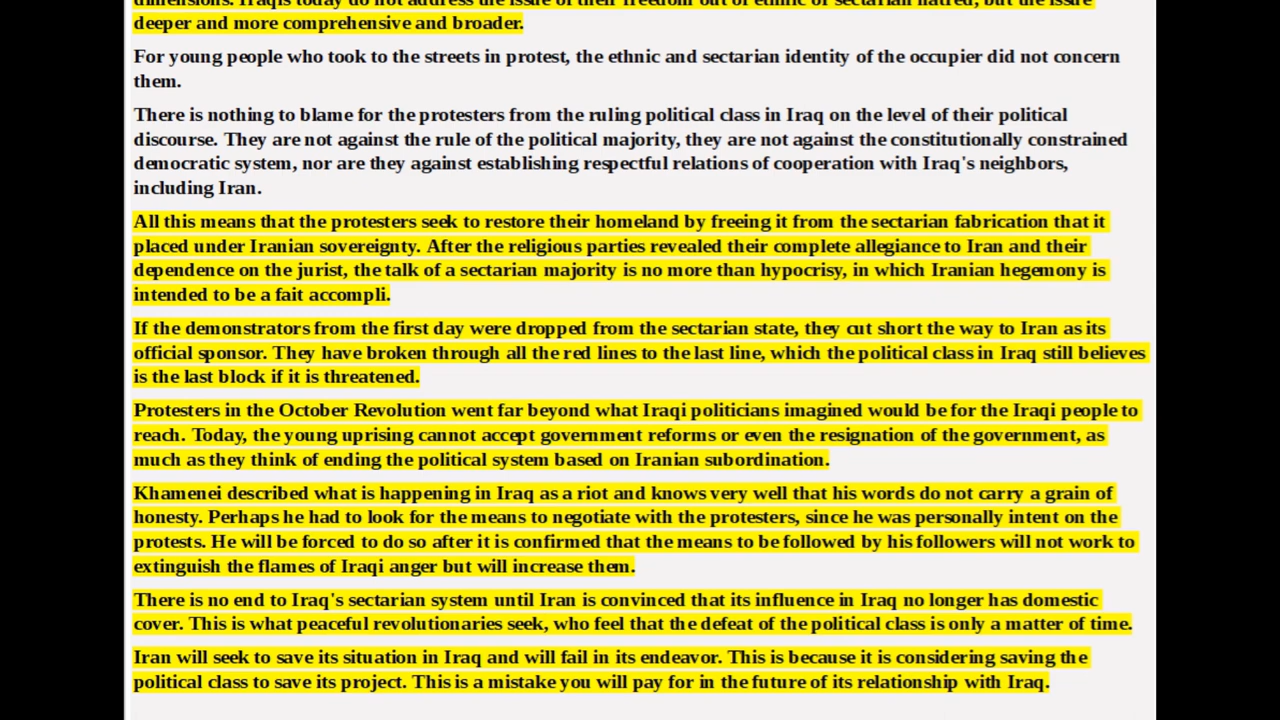 dimensions. Iraqis today do not address the issue of their freedom out of ethnic or sectarian hatred, but the issue
deeper and more comprehensive and broader.
For young people who took to the streets in protest, the ethnic and sectarian identity of the occupier did not concern
them.
There is nothing to blame for the protesters from the ruling political class in Iraq on the level of their political
discourse. They are not against the rule of the political majority, they are not against the constitutionally constrained
democratic system, nor are they against establishing respectful relations of cooperation with Iraq's neighbors,
including Iran.
All this means that the protesters seek to restore their homeland by freeing it from the sectarian fabrication that it
placed under Iranian sovereignty. After the religious parties revealed their complete allegiance to Iran and their
dependence on the jurist, the talk of a sectarian majority is no more than hypocrisy, in which Iranian hegemony is
intended to be a fait accompli.
If the demonstrators from the first day were dropped from the sectarian state, they cut short the way to Iran as its
official sponsor. They have broken through all the red lines to the last line, which the political class in Iraq still believes
is the last block if it is threatened.
Protesters in the October Revolution went far beyond what Iraqi politicians imagined would be for the Iraqi people to
reach. Today, the young uprising cannot accept government reforms or even the resignation of the government, as
much as they think of ending the political system based on Iranian subordination.
Khamenei described what is happening in Iraq as a riot and knows very well that his words do not carry a grain of
honesty. Perhaps he had to look for the means to negotiate with the protesters, since he was personally intent on the
protests. He will be forced to do so after it is confirmed that the means to be followed by his followers will not work to
extinguish the flames of Iraqi anger but will increase them.
There is no end to Iraq's sectarian system until Iran is convinced that its influence in Iraq no longer has domestic
cover. This is what peaceful revolutionaries seek, who feel that the defeat of the political class is only a matter of time.
Iran will seek to save its situation in Iraq and will fail in its endeavor. This is because it is considering saving the
political class to save its project. This is a mistake you will pay for in the future of its relationship with Iraq.